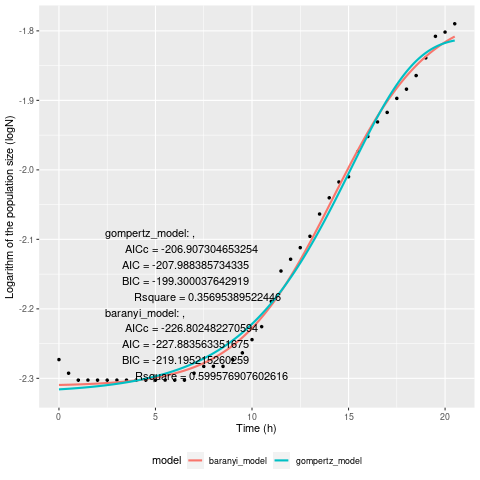 -1.8
-1.9
-2.0
-2.1
-2.2
-2.3
Logarithm of the population size (logN)
gompertz_model: ,
AICc = -206.907304653254
AIC = -207.988385734335
BIC = -199.300037642919
Rsquare = 0.35695389522446
baranyi_model: ,
AICc = -226.802482270594
AIC = -227.883563351675
BIC = -219.195215260259
Rsquare = 0.599576907602616
0 5 10 15 20
Time (h)
model baranyi_model gompertz_model